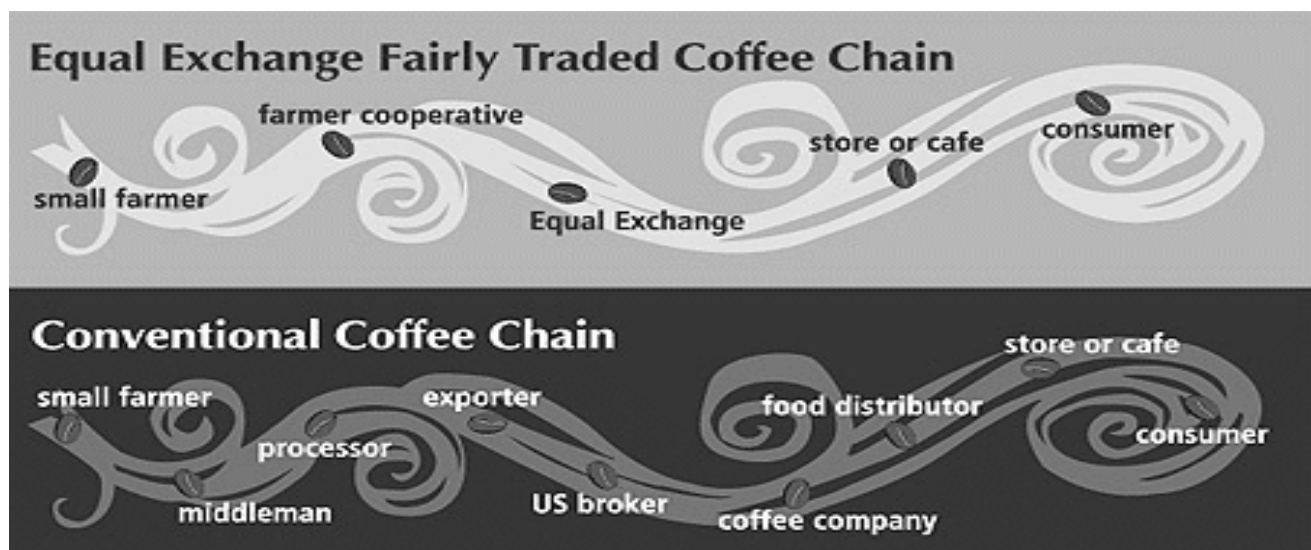 Equal Exchange Fairly Traded Coffee Chain
small farmer
farmer cooperative
Equal Exchange
store or cafe
consumer
Conventional Coffee Chain
small farmer
middleman
processor
exporter
US broker
coffee company
food distributor
store or cafe
consumer